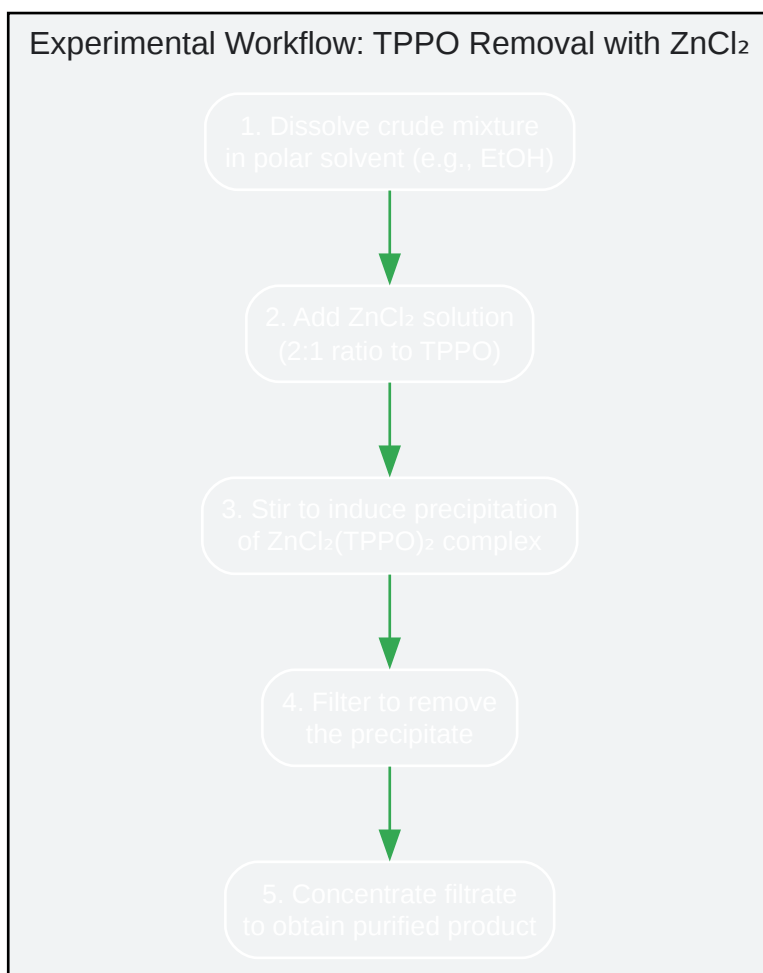 Experimental Workflow: TPPO Removal with ZnCl₂
1. Dissolve crude mixture
in polar solvent (e.g., EtOH)
2. Add ZnCl₂ solution
(2:1 ratio to TPPO)
3. Stir to induce precipitation
of ZnCl₂(TPPO)₂ complex
4. Filter to remove
the precipitate
5. Concentrate filtrate
to obtain purified product